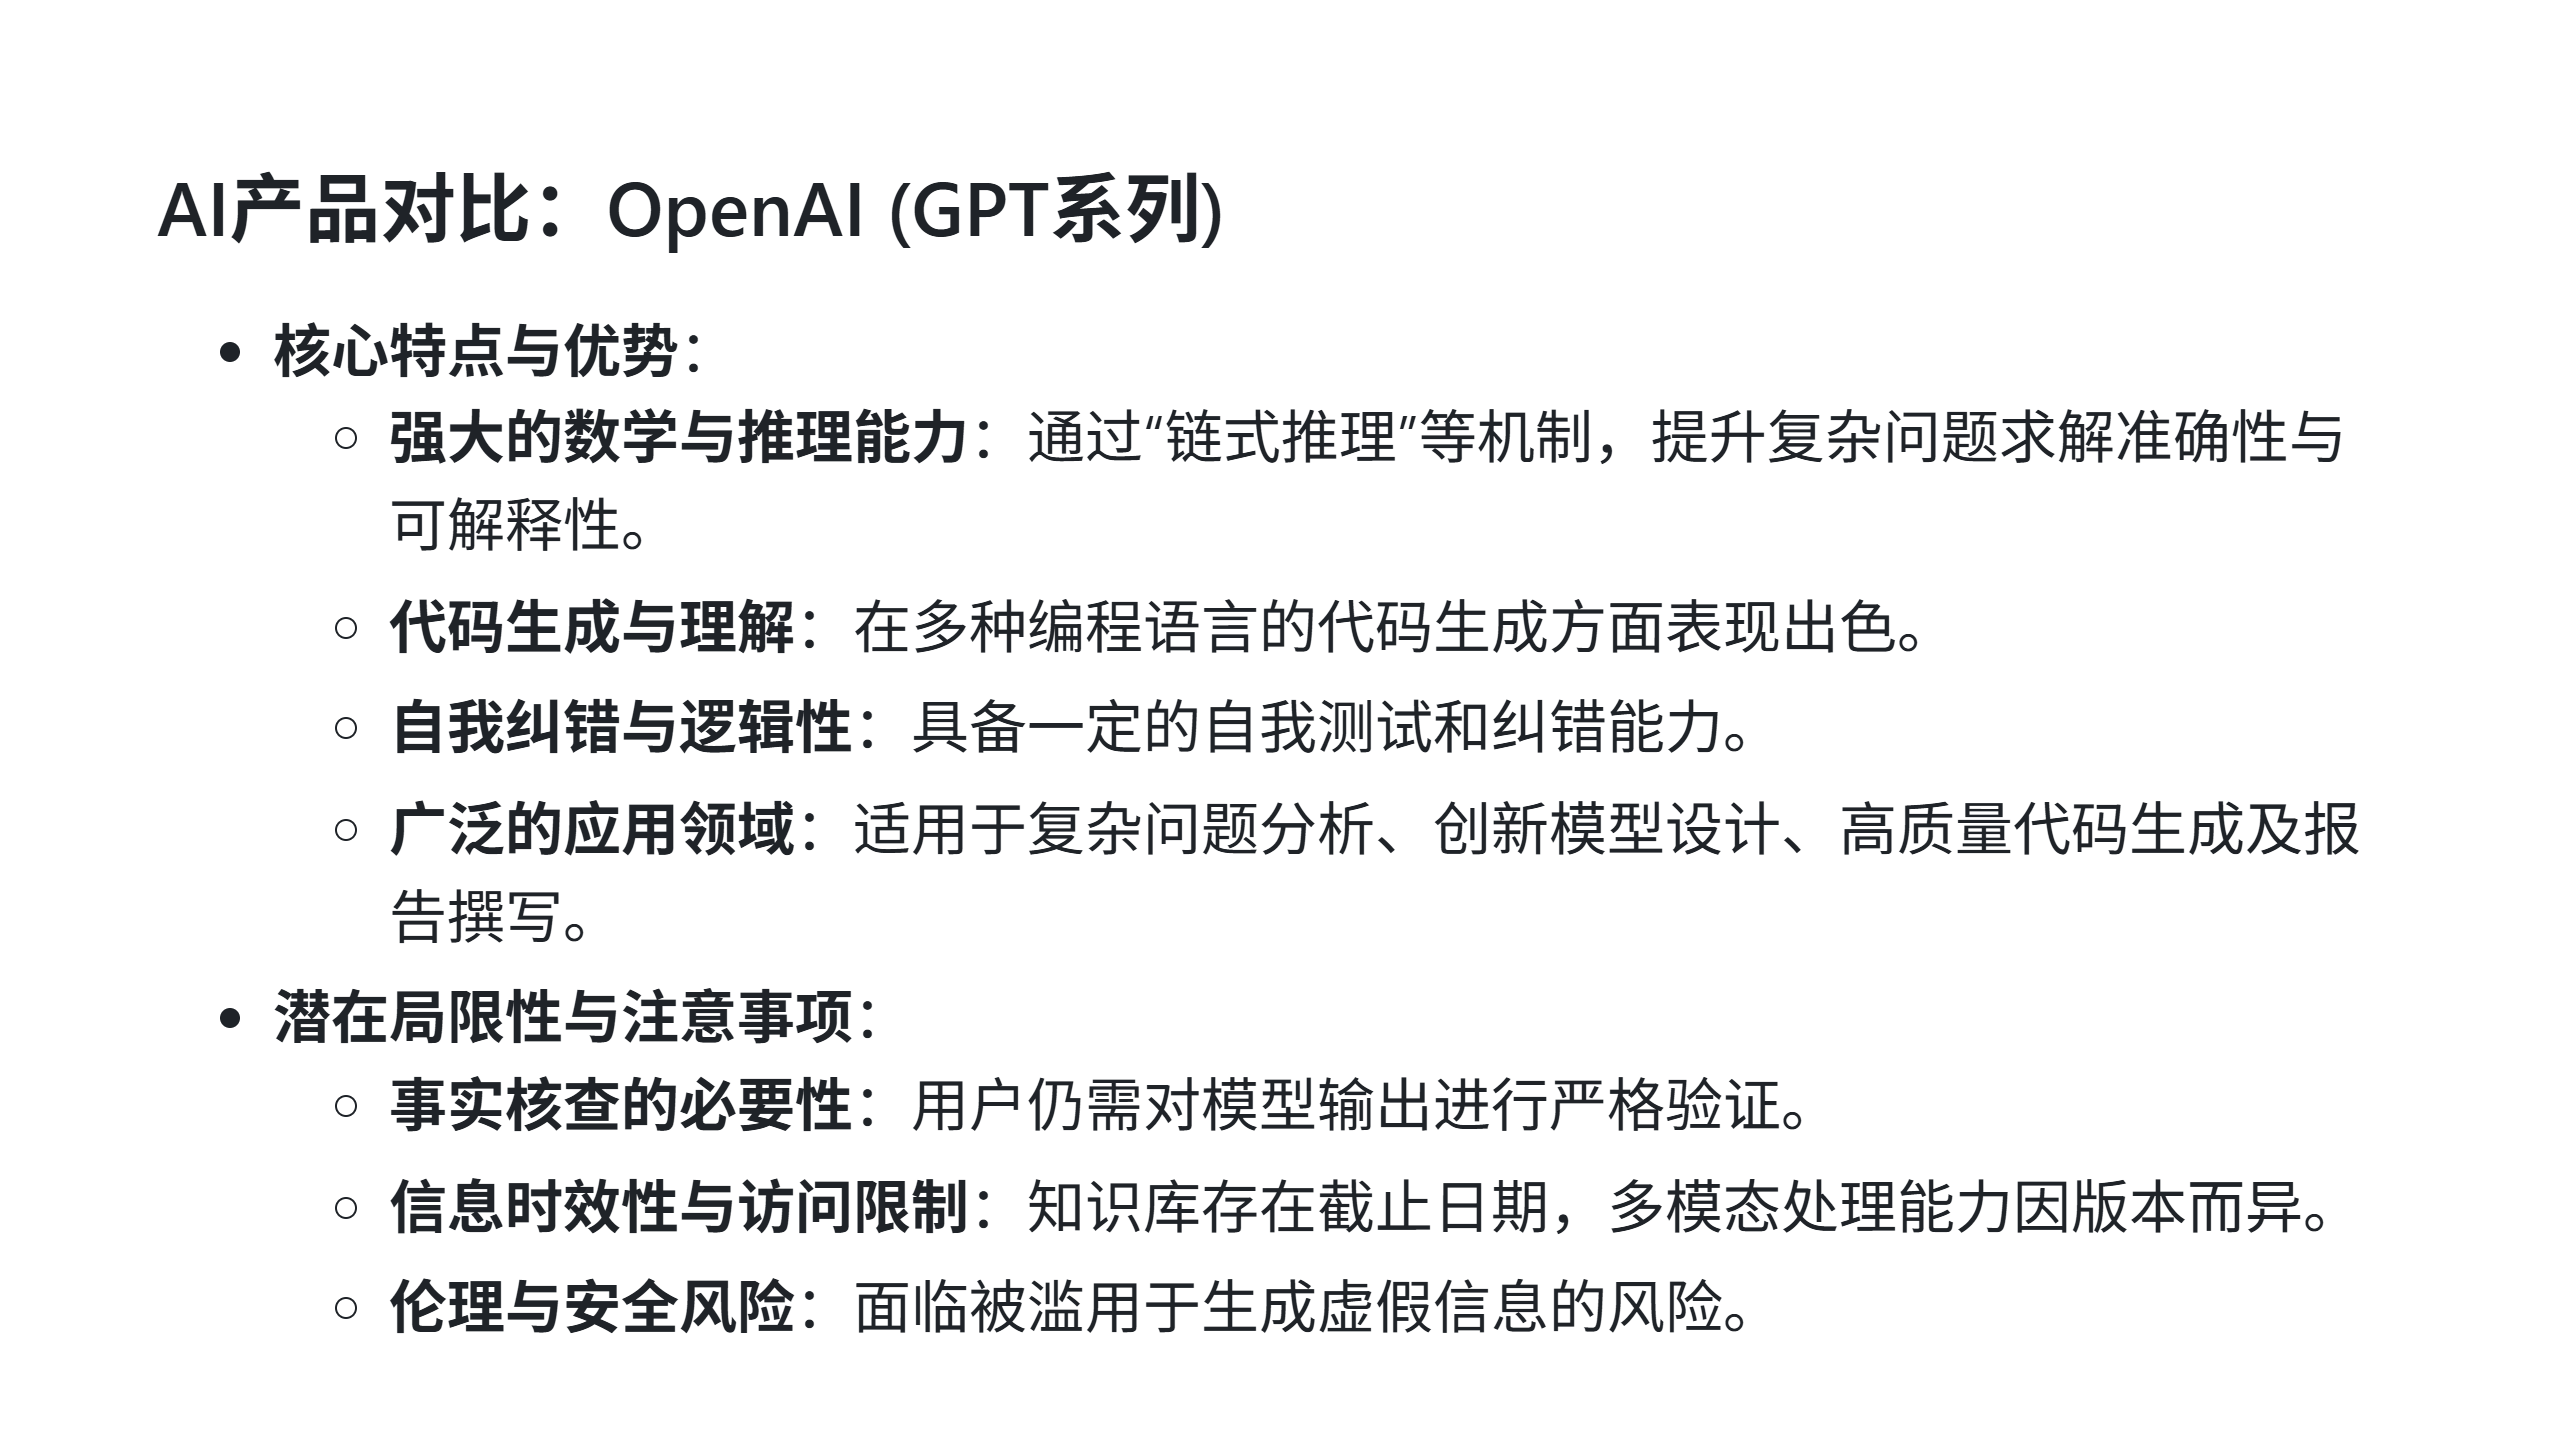 AI产品对比：OpenAI (GPT系列)
核心特点与优势：
强大的数学与推理能力：通过“链式推理”等机制，提升复杂问题求解准确性与
可解释性。
代码生成与理解：在多种编程语言的代码生成方面表现出色。
自我纠错与逻辑性：具备一定的自我测试和纠错能力。
广泛的应用领域：适用于复杂问题分析、创新模型设计、高质量代码生成及报
告撰写。
潜在局限性与注意事项：
事实核查的必要性：用户仍需对模型输出进行严格验证。
信息时效性与访问限制：知识库存在截止日期，多模态处理能力因版本而异。
伦理与安全风险：面临被滥用于生成虚假信息的风险。